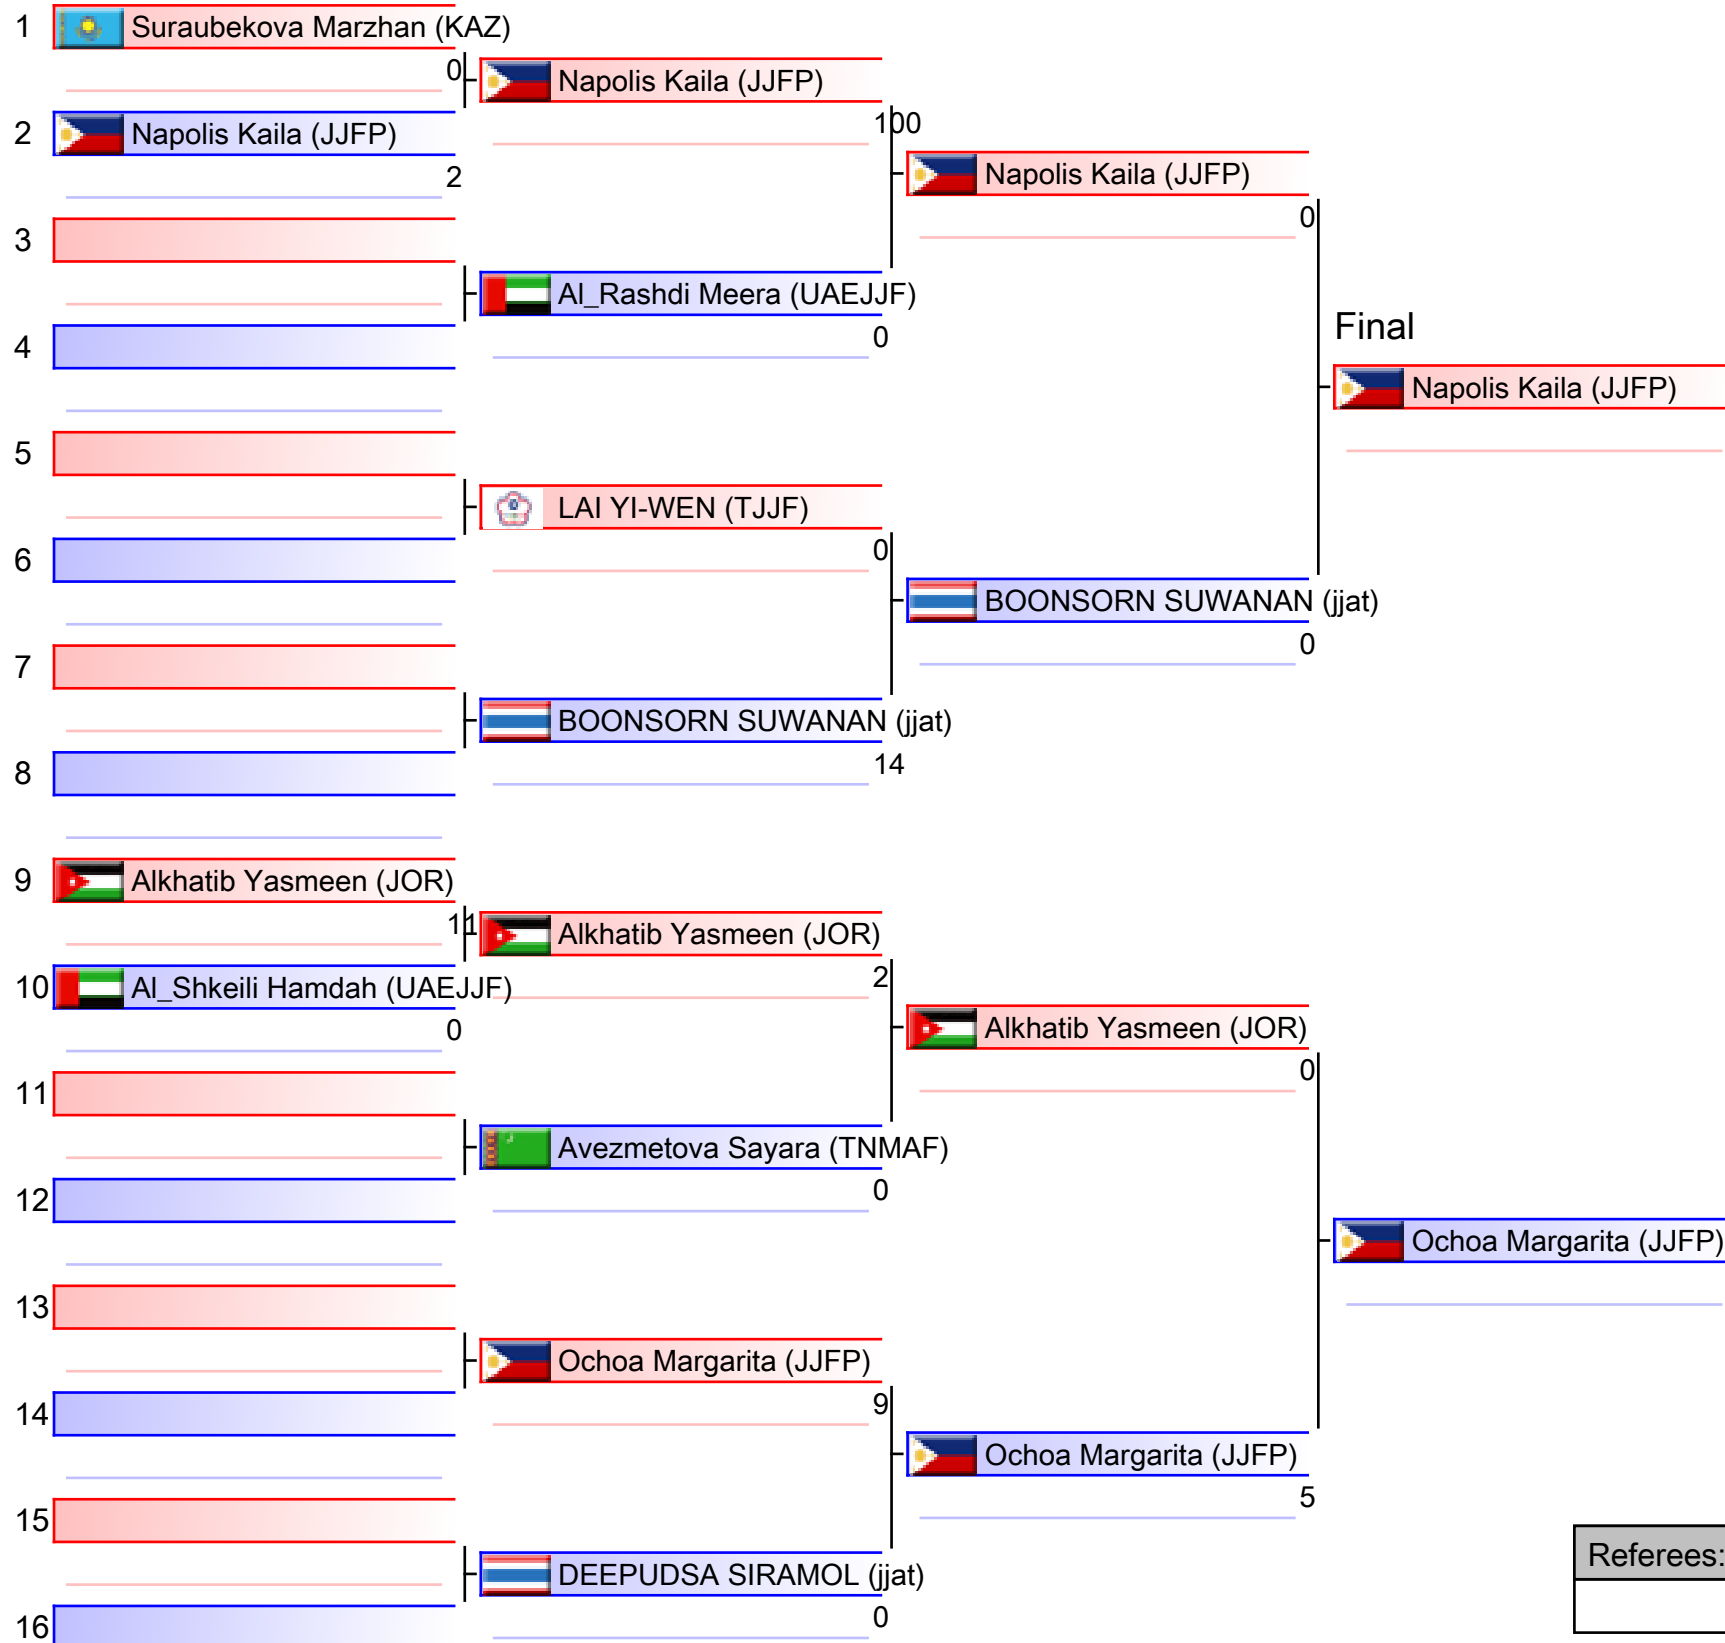 1 Suraubekova Marzhan (KAZ)
0
Napolis Kaila (JJFP)
100
2 Napolis Kaila (JJFP)
2
Napolis Kaila (JJFP)
0
3
Al_Rashdi Meera (UAEJJF)
0
4
Final
Napolis Kaila (JJFP)
5
LAI YI-WEN (TJJF)
0
6
BOONSORN SUWANAN (jjat)
0
7
BOONSORN SUWANAN (jjat)
14
8
9 Alkhatib Yasmeen (JOR)
11
Alkhatib Yasmeen (JOR)
2
10 Al_Shkeili Hamdah (UAEJJF)
0
Alkhatib Yasmeen (JOR)
0
11
Avezmetova Sayara (TNMAF)
0
12
Ochoa Margarita (JJFP)
13
Ochoa Margarita (JJFP)
9
14
Ochoa Margarita (JJFP)
5
15
DEEPUDSA SIRAMOL (jjat)
0
16
Referees: